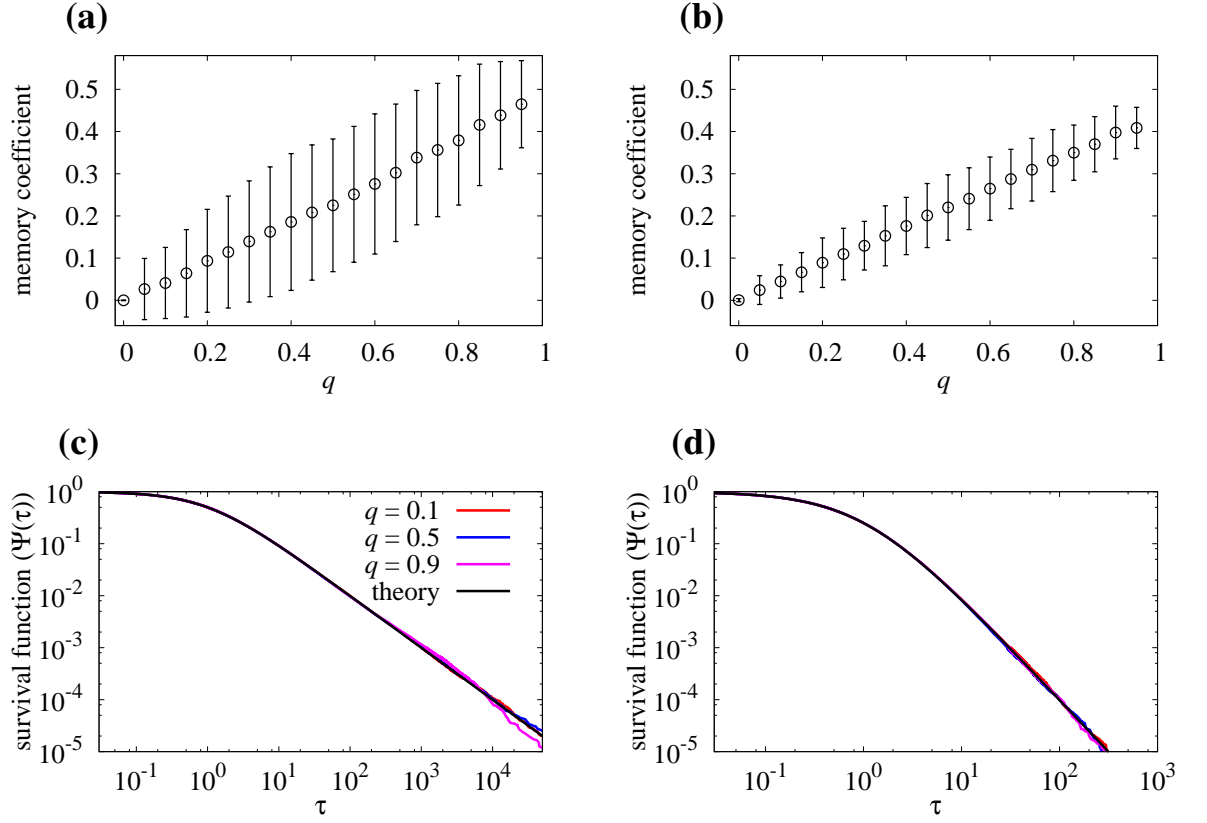 (a)
memory coefficient
0.5
0.4
0.3
0.2
0.1
0
0 0.2 0.4 0.6 0.8 1
q
(b)
memory coefficient
0.5
0.4
0.3
0.2
0.1
0
0 0.2 0.4 0.6 0.8 1
q
(c)
survival function (Ψ(τ))
10^0
10^-1
10^-2
10^-3
10^-4
10^-5
q = 0.1
q = 0.5
q = 0.9
theory
10^-1 10^0 10^1 10^2 10^3 10^4
τ
(d)
survival function (Ψ(τ))
10^0
10^-1
10^-2
10^-3
10^-4
10^-5
10^-1 10^0 10^1 10^2 10^3
τ